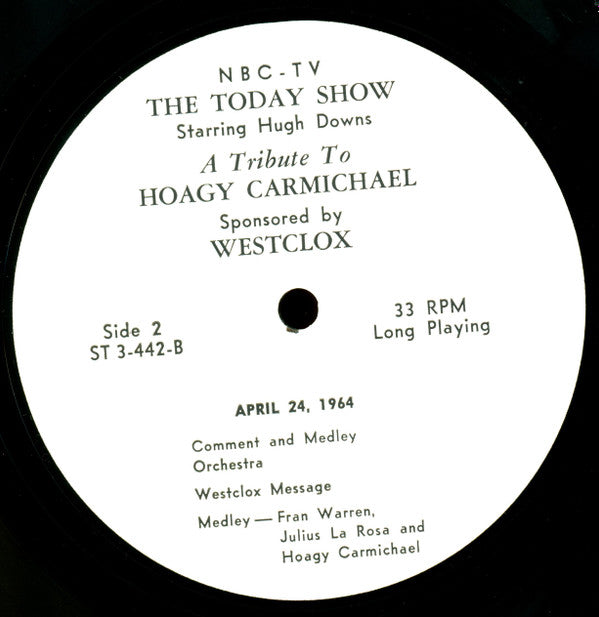 NBC-TV
THE TODAY SHOW
Starring Hugh Downs
A Tribute To
HOAGY CARMICHAEL
Sponsored by
WESTCLOX
Side 2
ST 3-442-B
33 RPM
Long Playing
APRIL 24, 1964
Comment and Medley
Orchestra
Westclox Message
Medley — Fran Warren,
Julius La Rosa and
Hoagy Carmichael